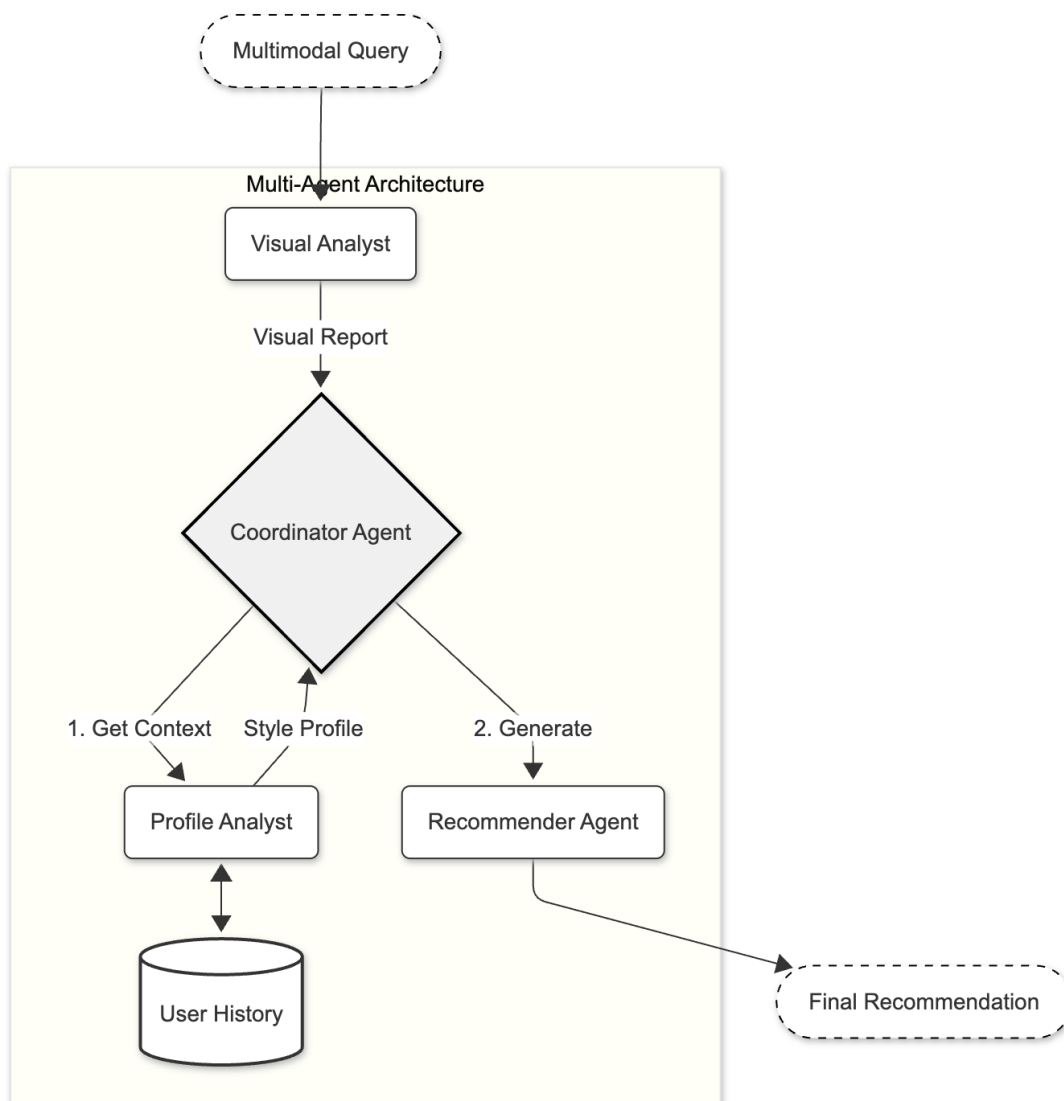 Multimodal Query
Multi-Agent Architecture
Visual Analyst
Visual Report
Coordinator Agent
1. Get Context
Style Profile
2. Generate
Profile Analyst
Recommender Agent
User History
Final Recommendation